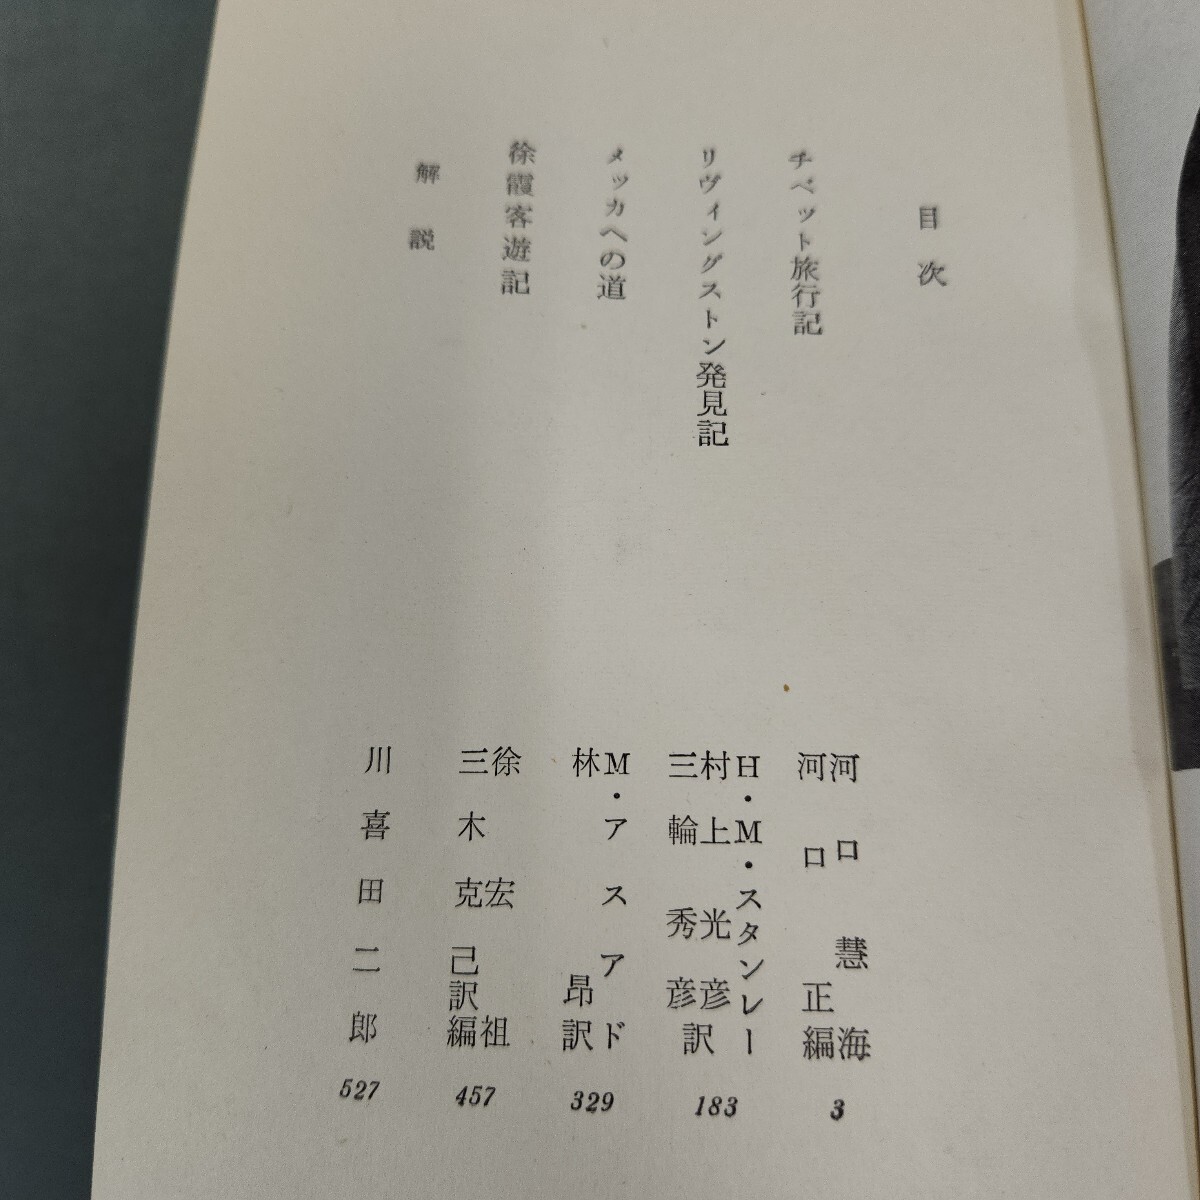 目次
チベット旅行記
河口慧海
河口正編
3
リヴィングストン発見記
H・M・スタンレー
村上光彦
三輪秀彦
訳
183
メッカへの道
M・アスアド
林昂訳
329
徐霞客遊記
徐宏祖
三木克己訳編
457
解説
川喜田二郎
527